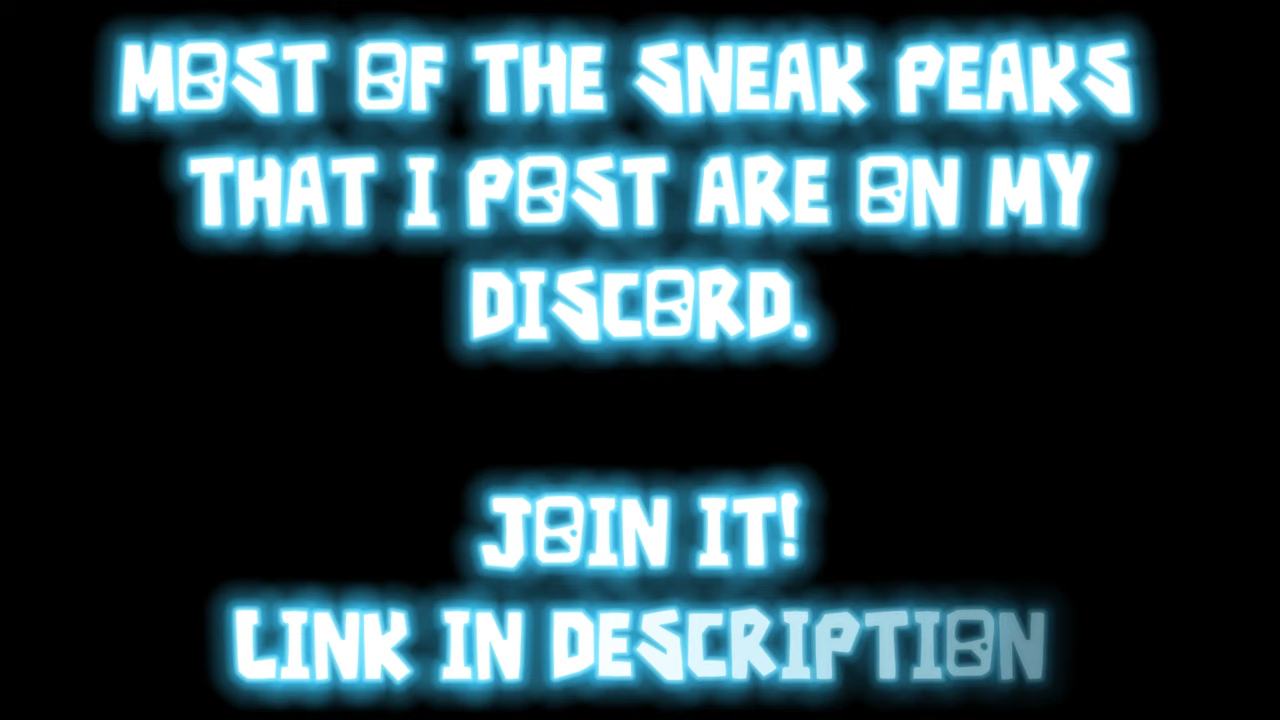 MOST OF THE SNEAK PEAKS
THAT I POST ARE ON MY
DISCORD.
JOIN IT!
LINK IN DESCRIPTION